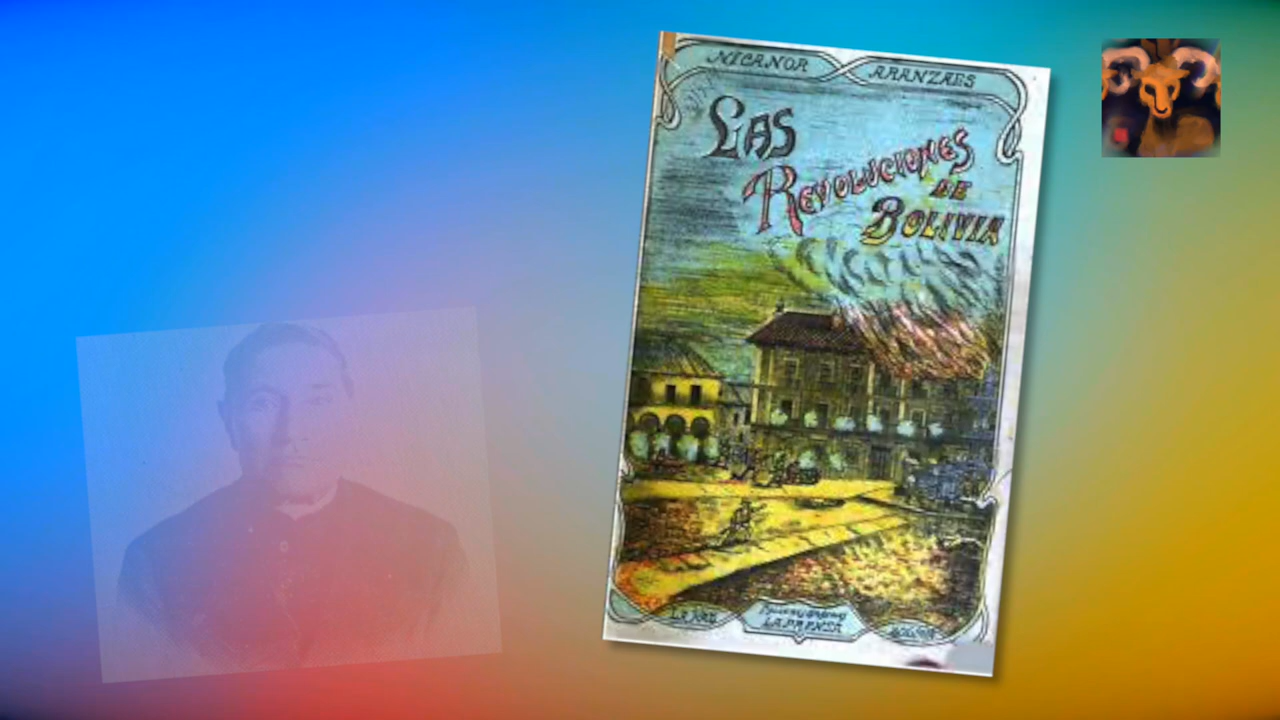 NICANOR ARANZAES
LAS
REVOLUCIONES
DE
BOLIVIA
LA PAZ
LA PRENSA
BOLIVIA